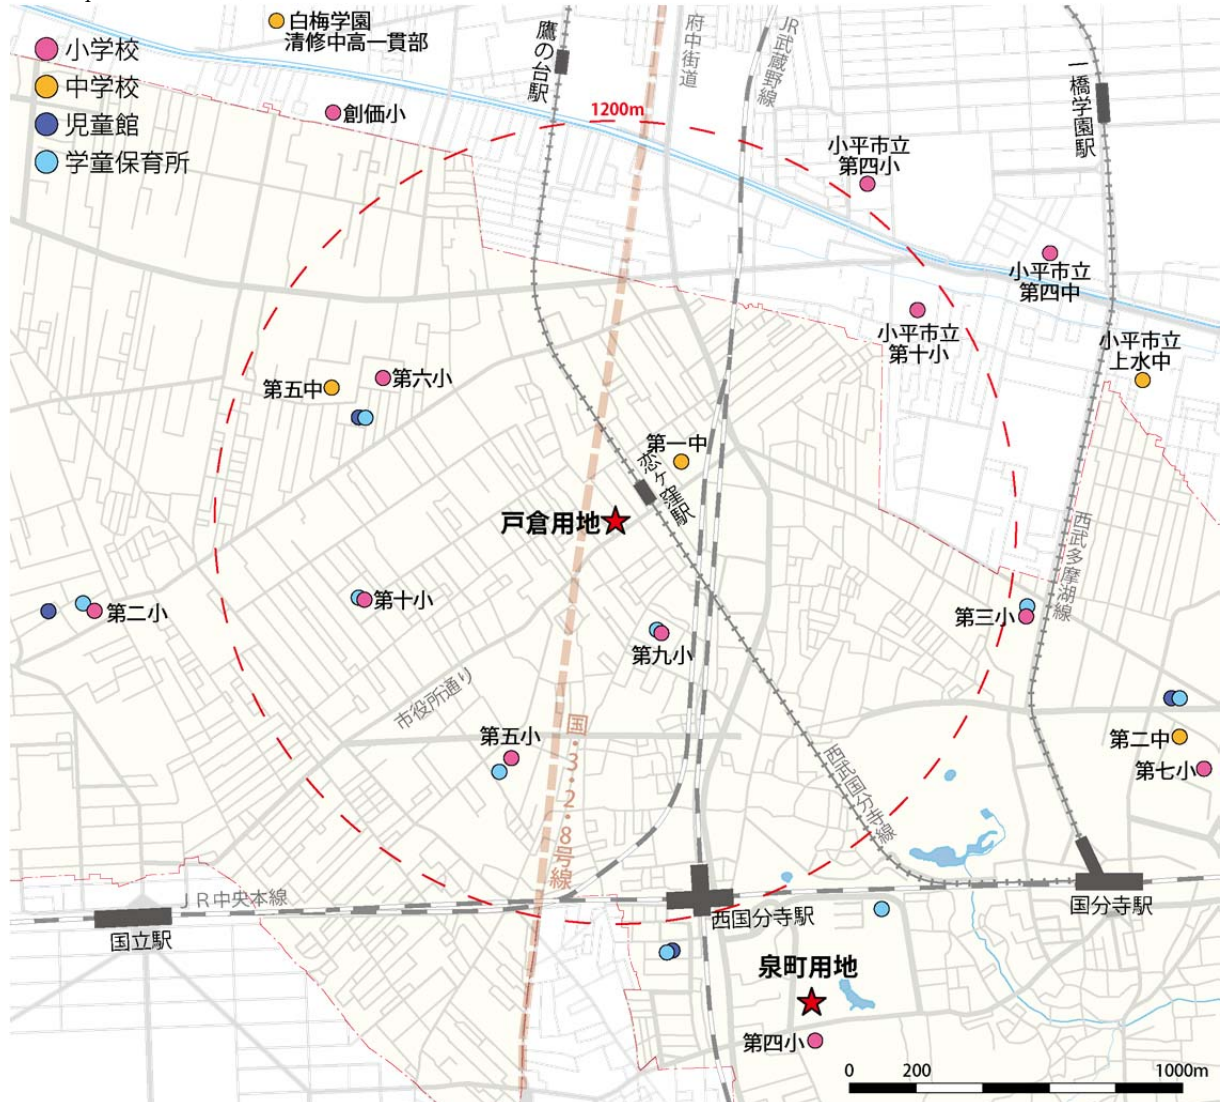 白梅学園
清修中高一貫部
小学校
中学校
児童館
学童保育所
鷹の台駅
府中街道
JR武蔵野線
一橋学園駅
創価小
1200m
小平市立
第四小
小平市立
第四中
小平市立
第十小
小平市立
上水中
第五中
第六小
第一中
恋ヶ窪駅
戸倉用地
西武多摩湖線
第二小
第十小
第九小
第三小
市役所通り
第五小
国・3・2・8号線
西武国分寺線
第二中
第七小
JR中央本線
国立駅
西国分寺駅
国分寺駅
泉町用地
第四小
0
200
1000m